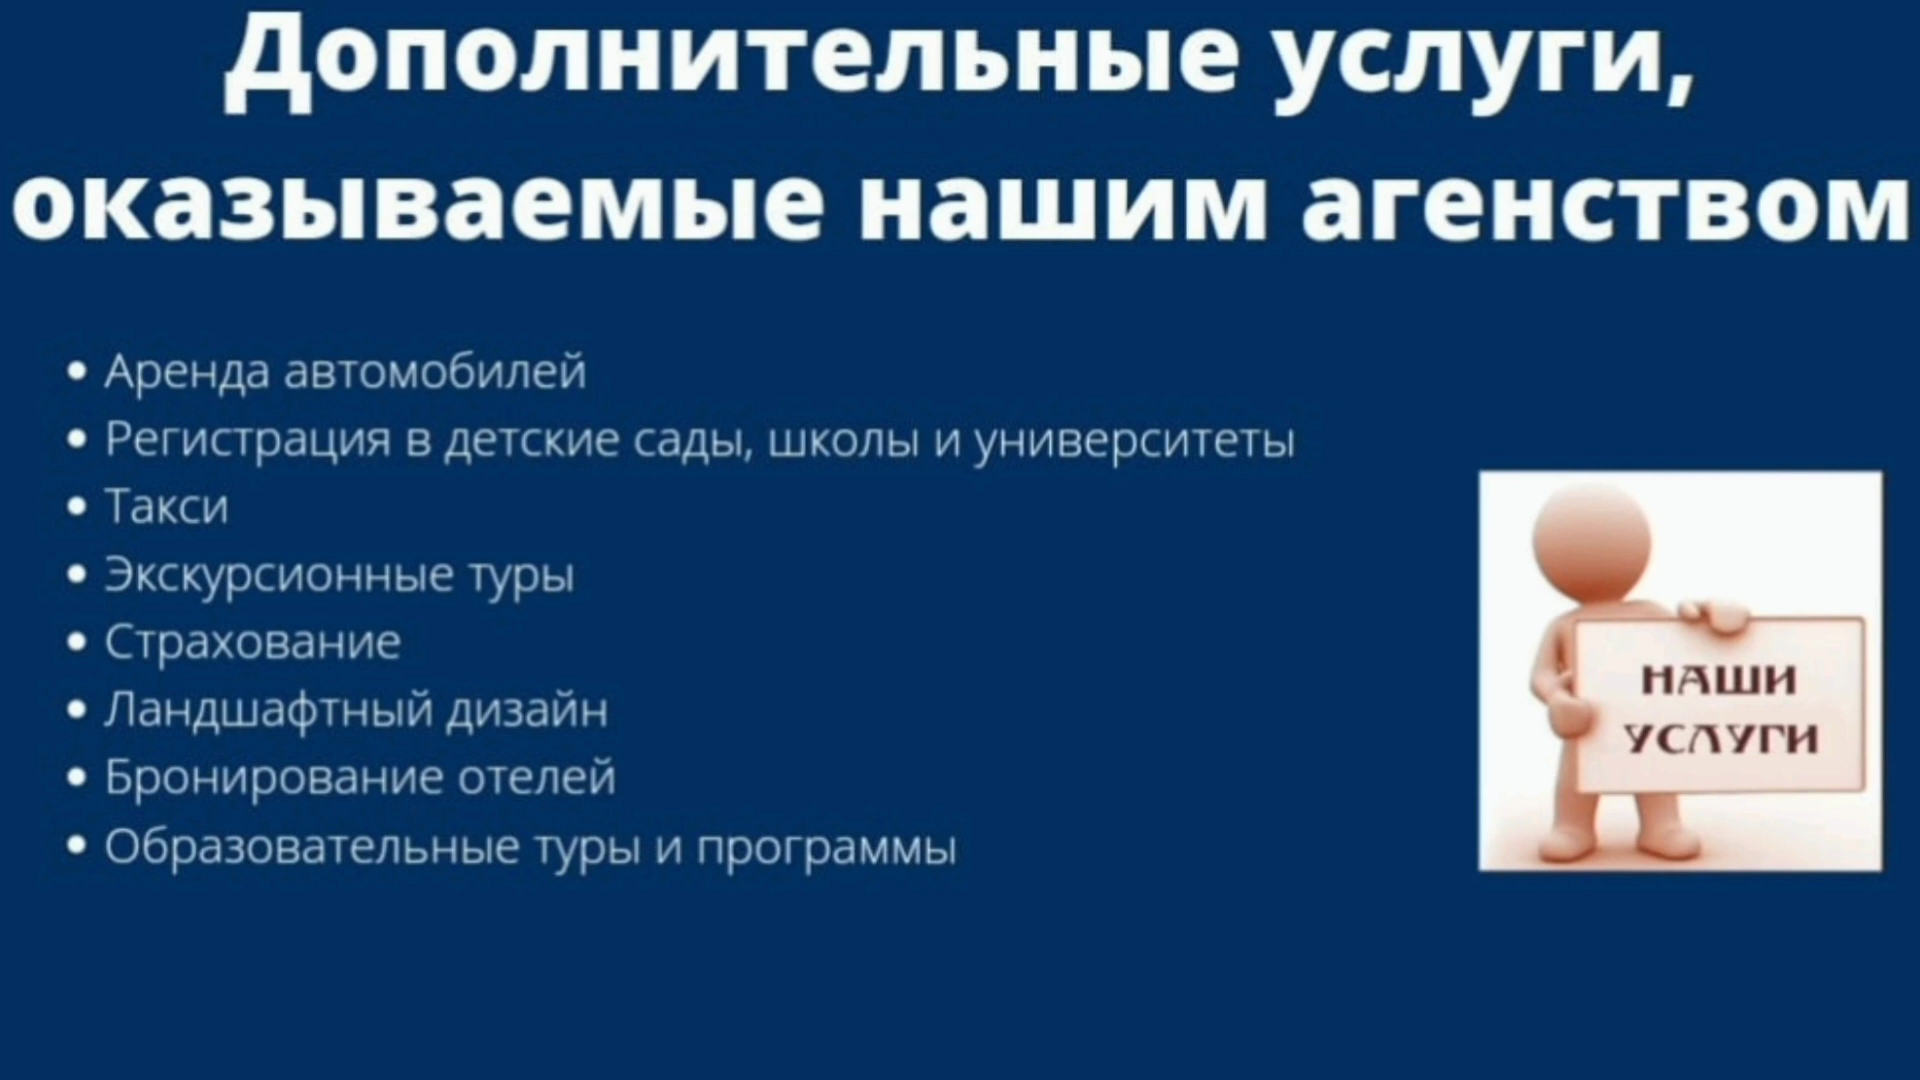 Дополнительные услуги,
оказываемые нашим агенством
• Аренда автомобилей
• Регистрация в детские сады, школы и университеты
• Такси
• Экскурсионные туры
• Страхование
• Ландшафтный дизайн
• Бронирование отелей
• Образовательные туры и программы
НАШИ
УСЛУГИ